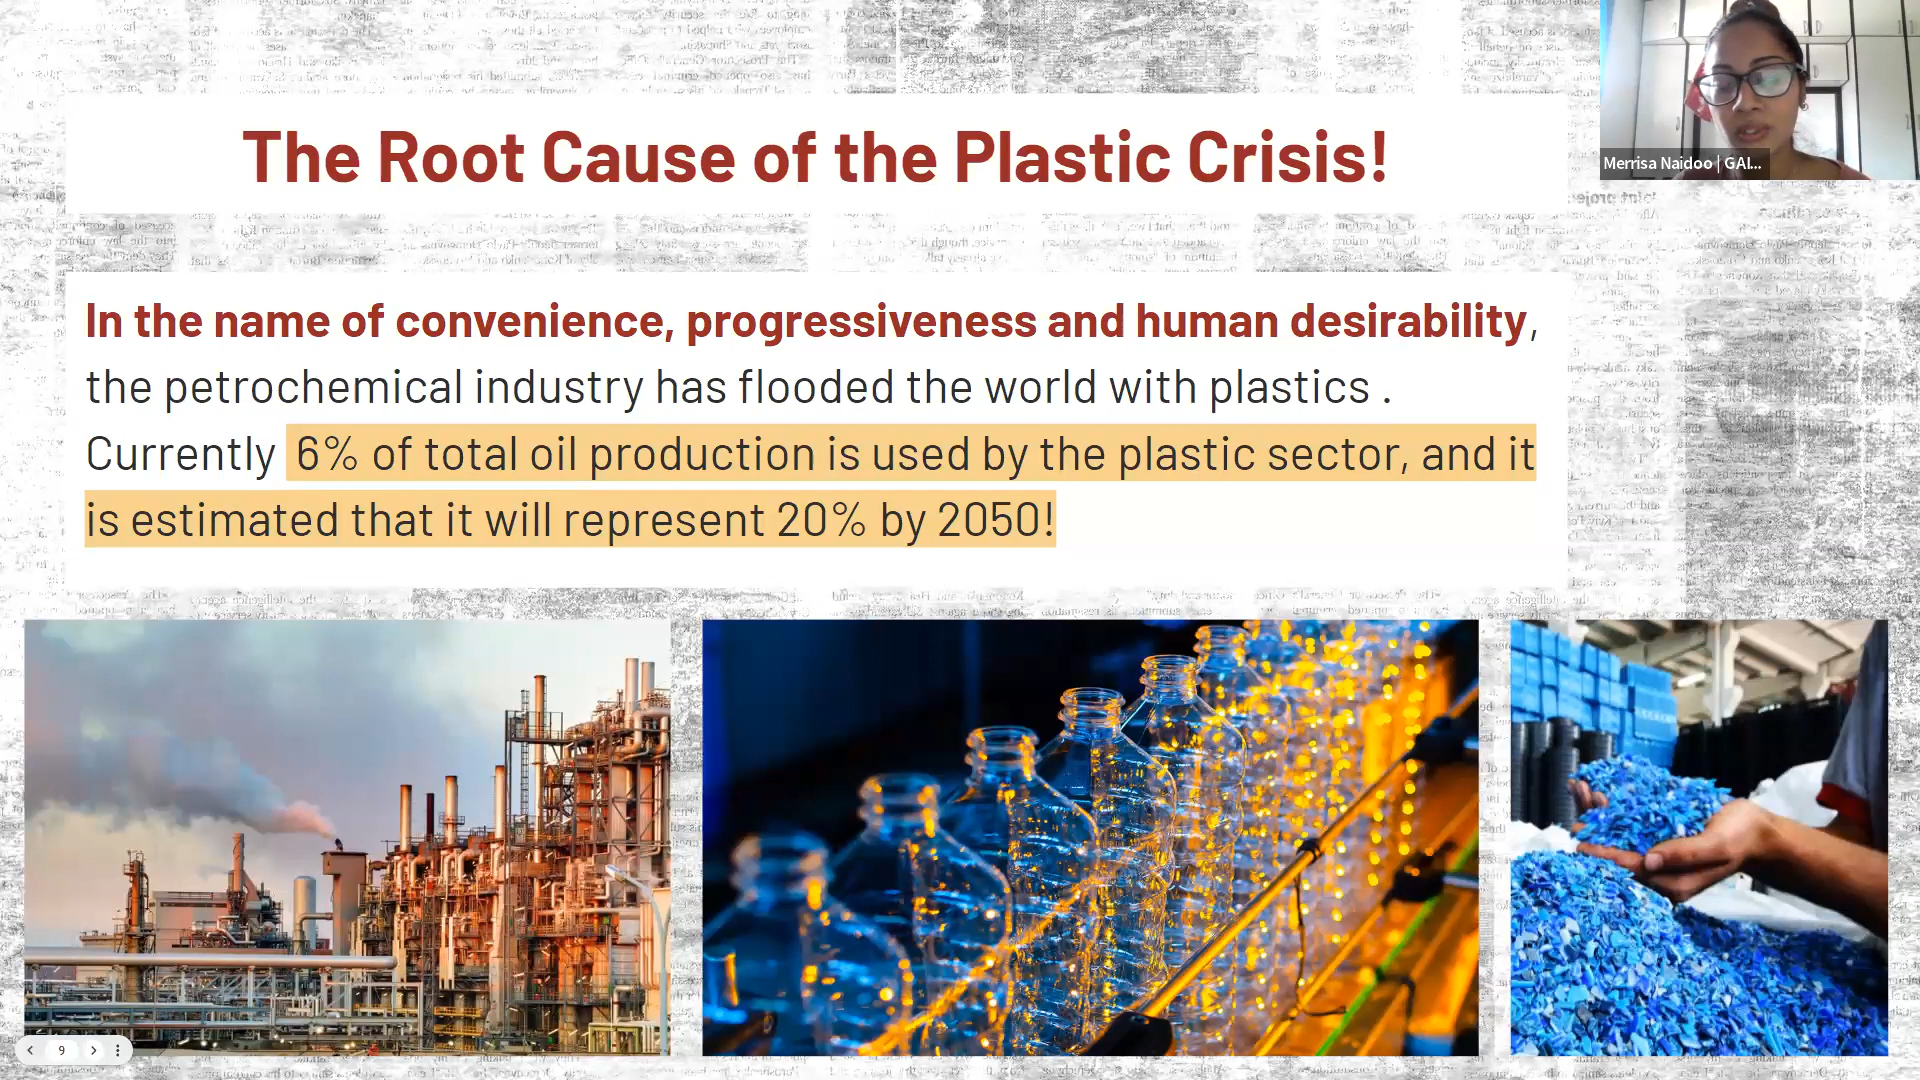 The Root Cause of the Plastic Crisis!
Merrisa Naidoo | GAI...
In the name of convenience, progressiveness and human desirability,
the petrochemical industry has flooded the world with plastics .
Currently 6% of total oil production is used by the plastic sector, and it
is estimated that it will represent 20% by 2050!
9